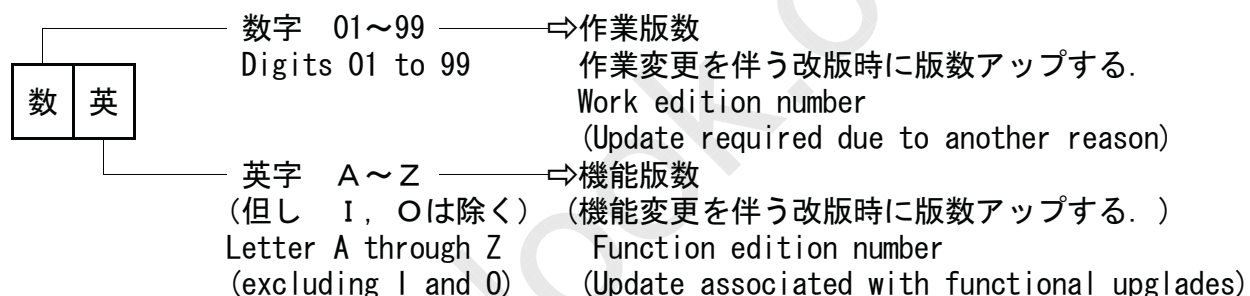 数字 01～99 ⇨作業版数
Digits 01 to 99 作業変更を伴う改版時に版数アップする.
数 英
Work edition number
(Update required due to another reason)
英字 A～Z ⇨機能版数
(但し I, Oは除く) (機能変更を伴う改版時に版数アップする. )
Letter A through Z Function edition number
(excluding I and O) (Update associated with functional upglades)